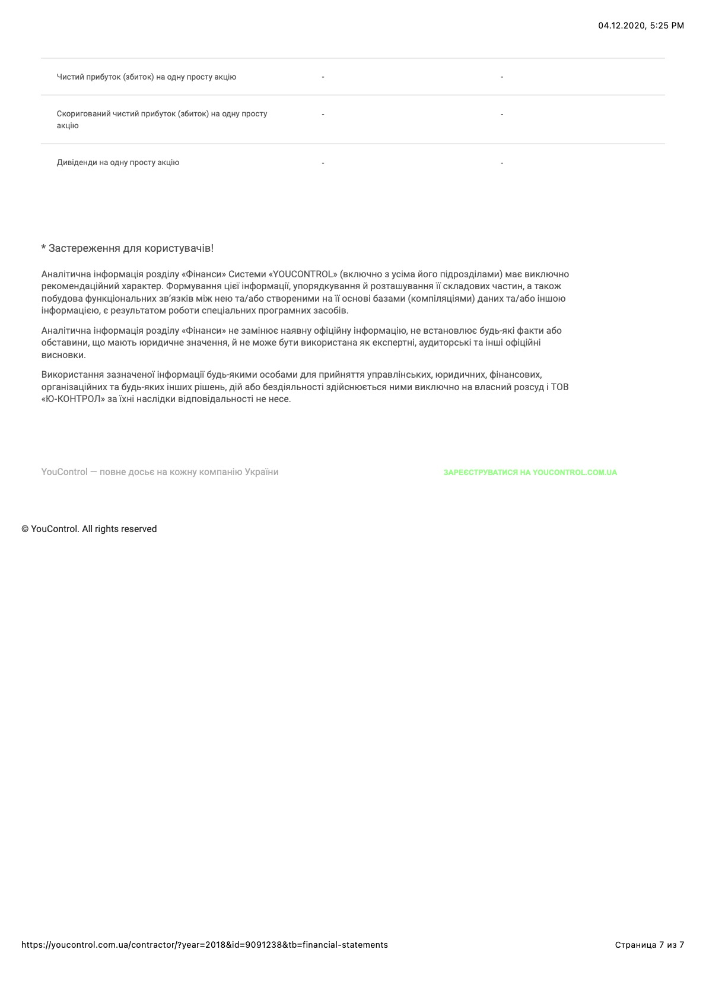 04.12.2020, 5:25 PM
Чистий прибуток (збиток) на одну просту акцію - -
Скоригований чистий прибуток (збиток) на одну просту - -
акцію
Дивіденди на одну просту акцію - -
* Застереження для користувачів!
Аналітична інформація розділу «Фінанси» Системи «YOUCONTROL» (включно з усіма його підрозділами) має виключно
рекомендаційний характер. Формування цієї інформації, упорядкування й розташування її складових частин, а також
побудова функціональних зв’язків між нею та/або створеними на її основі базами (компіляціями) даних та/або іншою
інформацією, є результатом роботи спеціальних програмних засобів.
Аналітична інформація розділу «Фінанси» не замінює наявну офіційну інформацію, не встановлює будь-які факти або
обставини, що мають юридичне значення, й не може бути використана як експертні, аудиторські та інші офіційні
висновки.
Використання зазначеної інформації будь-якими особами для прийняття управлінських, юридичних, фінансових,
організаційних та будь-яких інших рішень, дій або бездіяльності здійснюється ними виключно на власний розсуд і ТОВ
«Ю-КОНТРОЛ» за їхні наслідки відповідальності не несе.
YouControl — повне досьє на кожну компанію України ЗАРЕЄСТРУВАТИСЯ НА YOUCONTROL.COM.UA
© YouControl. All rights reserved
https://youcontrol.com.ua/contractor/?year=2018&id=9091238&tb=financial-statements Страница 7 из 7